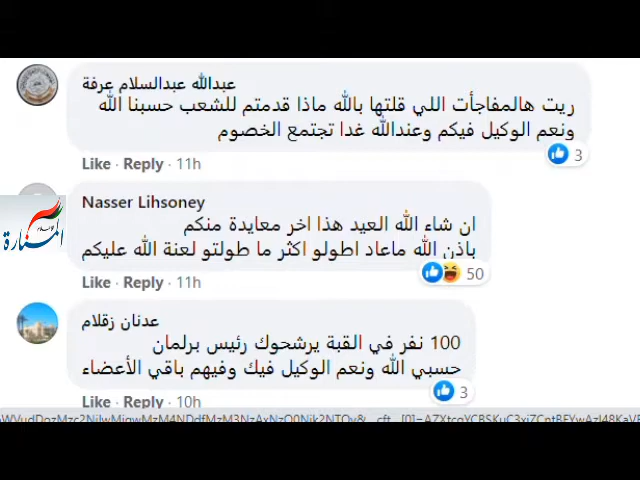 عبدالله عبدالسلام عرفة
ريت هالمفاجأت اللي قلتها بالله ماذا قدمتم للشعب حسبنا الله
ونعم الوكيل فيكم وعندالله غدا تجتمع الخصوم
Like · Reply · 11h
3
Nasser Lihsoney
ان شاء الله العيد هذا اخر معايدة منكم
باذن الله ماعاد اطولو اكثر ما طولتو لعنة الله عليكم
Like · Reply · 11h
50
المنارة
عدنان زقلام
100 نفر في القبة يرشحوك رئيس برلمان
حسبي الله ونعم الوكيل فيك وفيهم باقي الأعضاء
Like · Reply · 10h
3